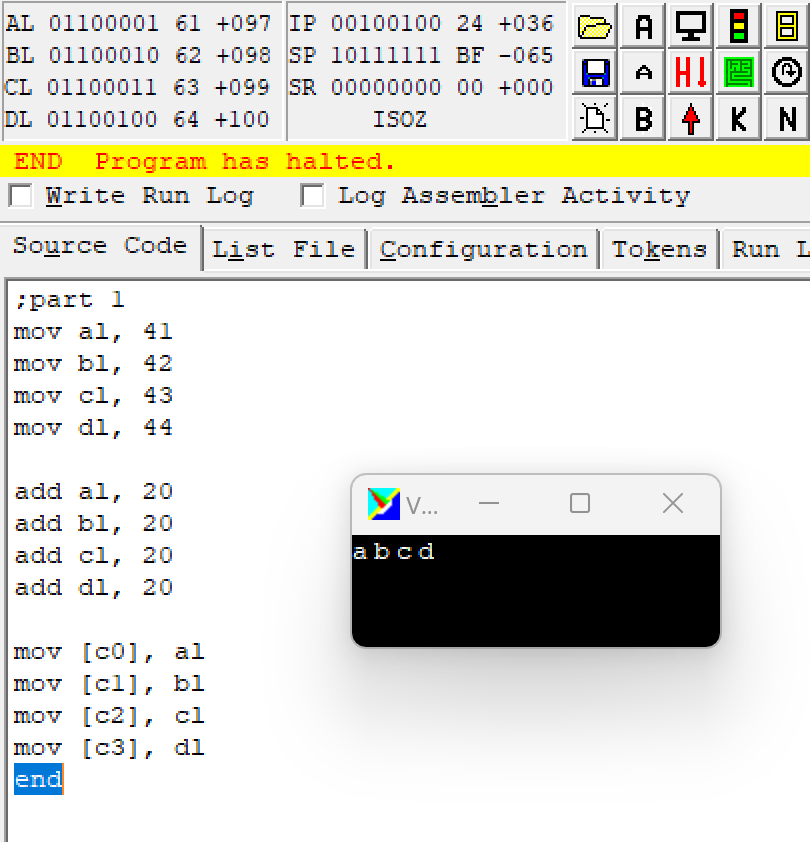 AL 01100001 61 +097
BL 01100010 62 +098
CL 01100011 63 +099
DL 01100100 64 +100
IP 00100100 24 +036
SP 10111111 BF -065
SR 00000000 00 +000
ISOZ
A
A
H
B
K
N
END Program has halted.
Write Run Log
Log Assembler Activity
Source Code
List File
Configuration
Tokens
Run L
;part 1
mov al, 41
mov bl, 42
mov cl, 43
mov dl, 44
add al, 20
add bl, 20
add cl, 20
add dl, 20
mov [c0], al
mov [c1], bl
mov [c2], cl
mov [c3], dl
end
V...
abcd